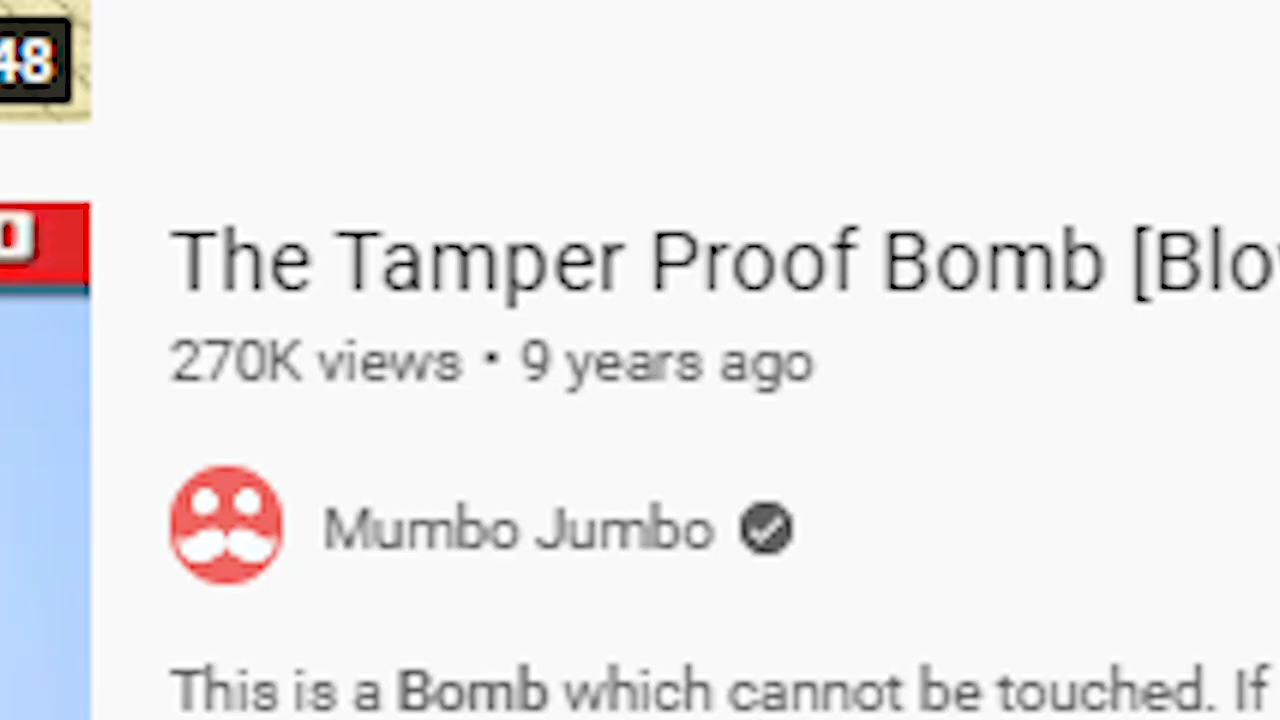 48
The Tamper Proof Bomb [Blo
270K views • 9 years ago
Mumbo Jumbo
This is a Bomb which cannot be touched. If